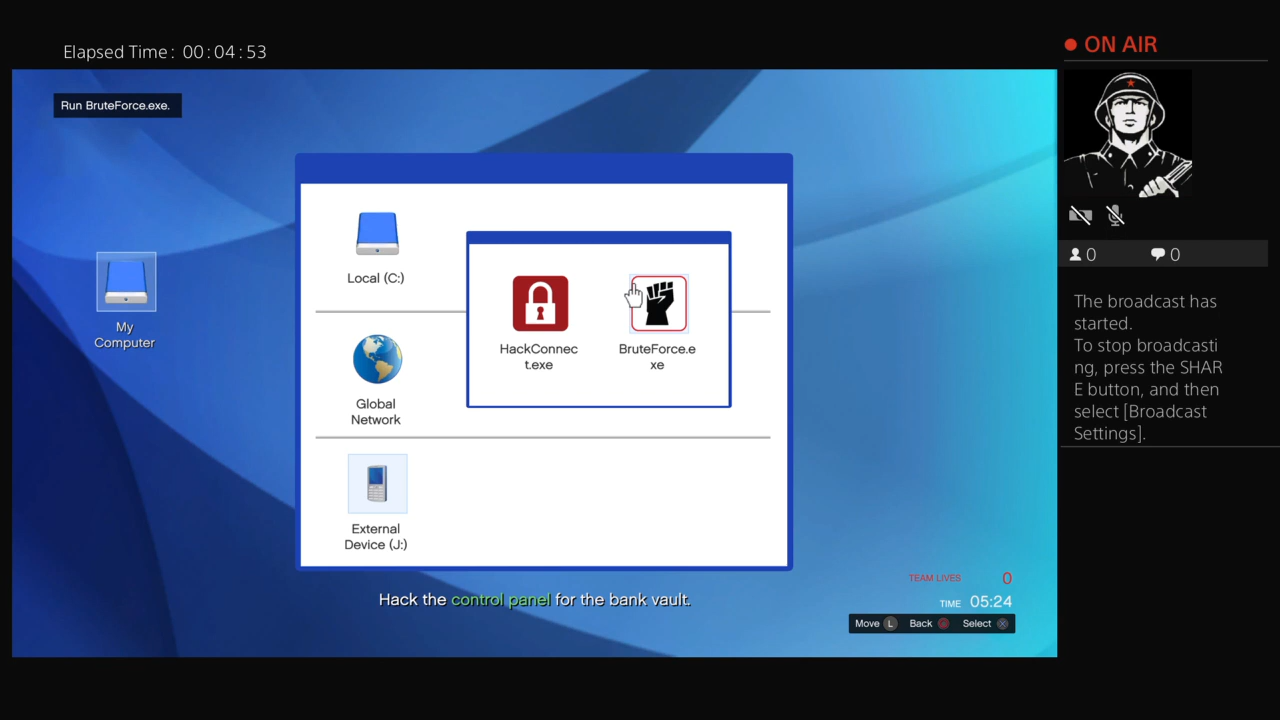 Elapsed Time: 00:04:53
ON AIR
Run BruteForce.exe.
Local (C:)
My
Computer
HackConnec
t.exe
BruteForce.e
xe
Global
Network
External
Device (J:)
Hack the control panel for the bank vault.
TEAM LIVES 0
TIME 05:24
Move L Back Select
0 0
The broadcast has
started.
To stop broadcasti
ng, press the SHAR
E button, and then
select [Broadcast
Settings].